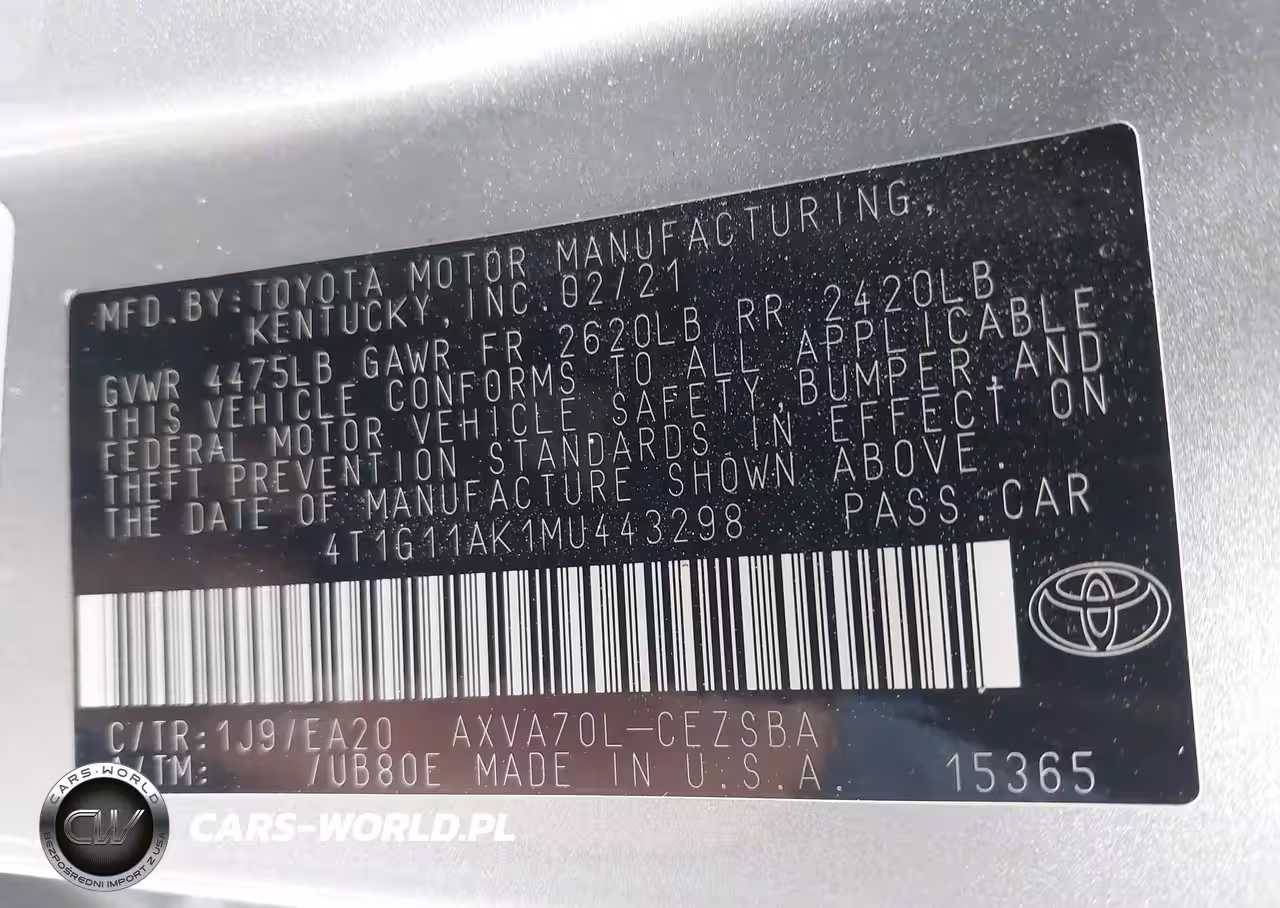 MFD.BY:TOYOTA MOTOR MANUFACTURING,
KENTUCKY, INC. 02/21
GVWR 4475LB GAWR FR 2620LB RR 2420LB
THIS VEHICLE CONFORMS TO ALL APPLICABLE
FEDERAL MOTOR VEHICLE SAFETY, BUMPER, AND
THEFT PREVENTION STANDARDS IN EFFECT ON
THE DATE OF MANUFACTURE SHOWN ABOVE.
4T1G11AK1MU443298 PASS.CAR
C/TR:1J9/EA20 AXVA70L-CEZSBA
A/TM: /UB80E MADE IN U.S.A. 15365
CARS-WORLD
CW
BEZPOŚREDNI IMPORT Z USA
CARS-WORLD.PL